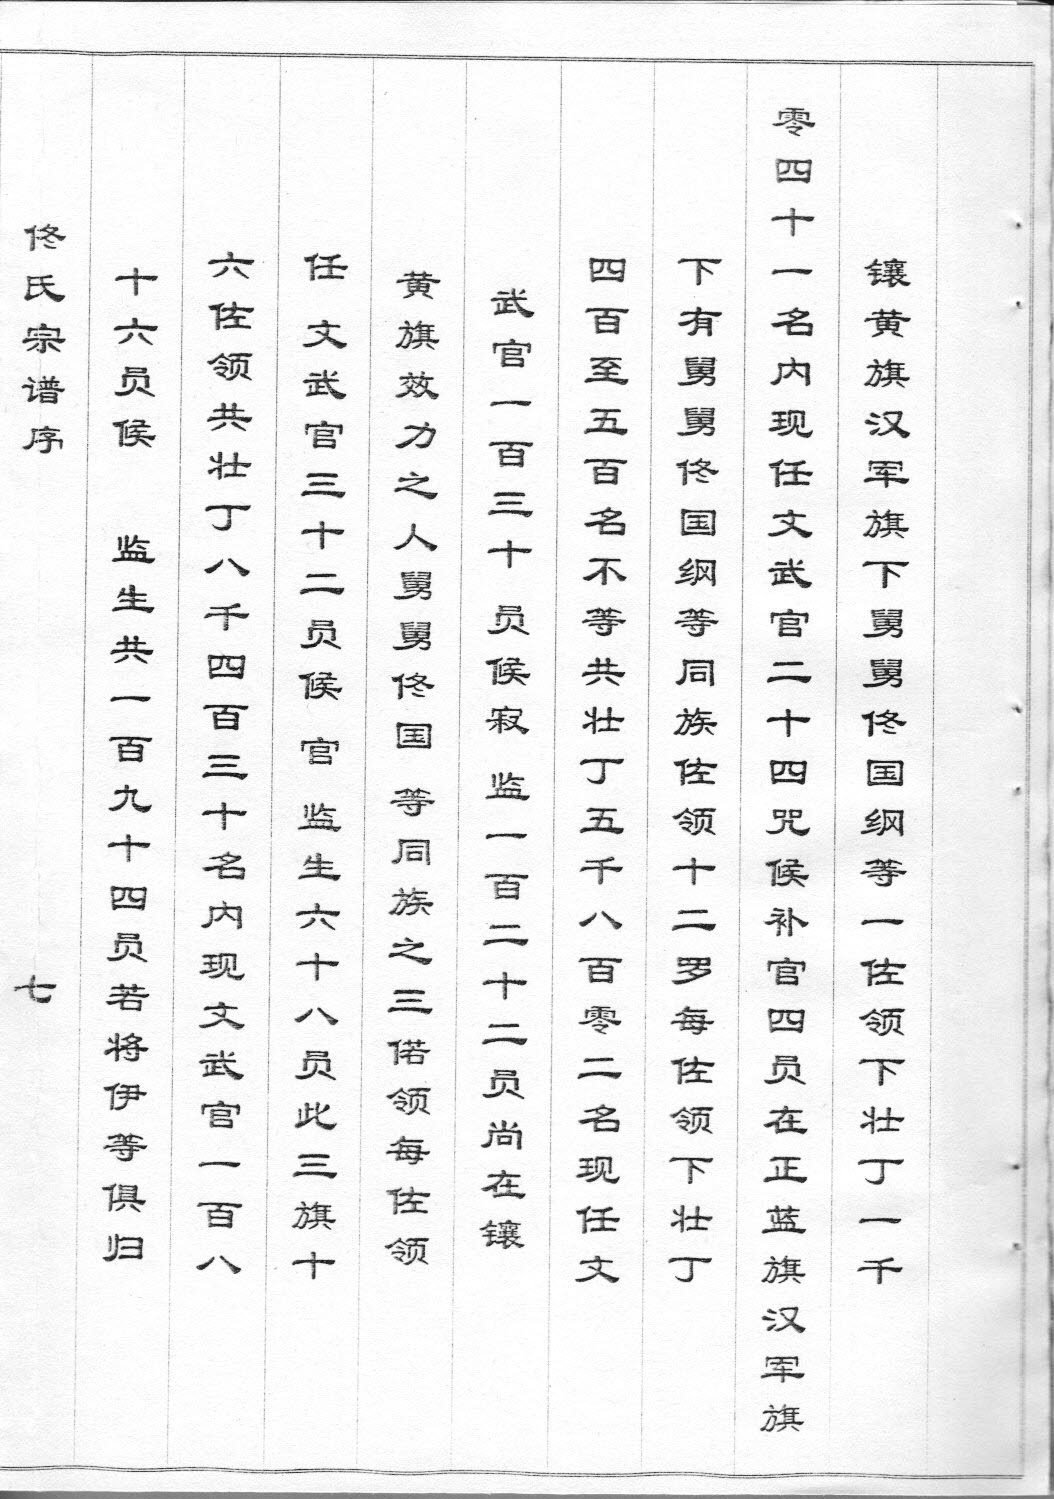 镶黄旗汉军旗下舅舅佟国纲等一佐领下壮丁一千
零四十一名内现任文武官二十四咒候补官四员在正蓝旗汉军旗
下有舅舅佟国纲等同族佐领十二罗每佐领下壮丁
四百至五百名不等共壮丁五千八百零二名现任文
武官一百三十员候寂监一百二十二员尚在镶
黄旗效力之人舅舅佟国等同族之三偌领每佐领
任文武官三十二员候官监生六十八员此三旗十
六佐领共壮丁八千四百三十名内现文武官一百八
十六员候 监生共一百九十四员若将伊等俱归
佟氏宗谱序 七